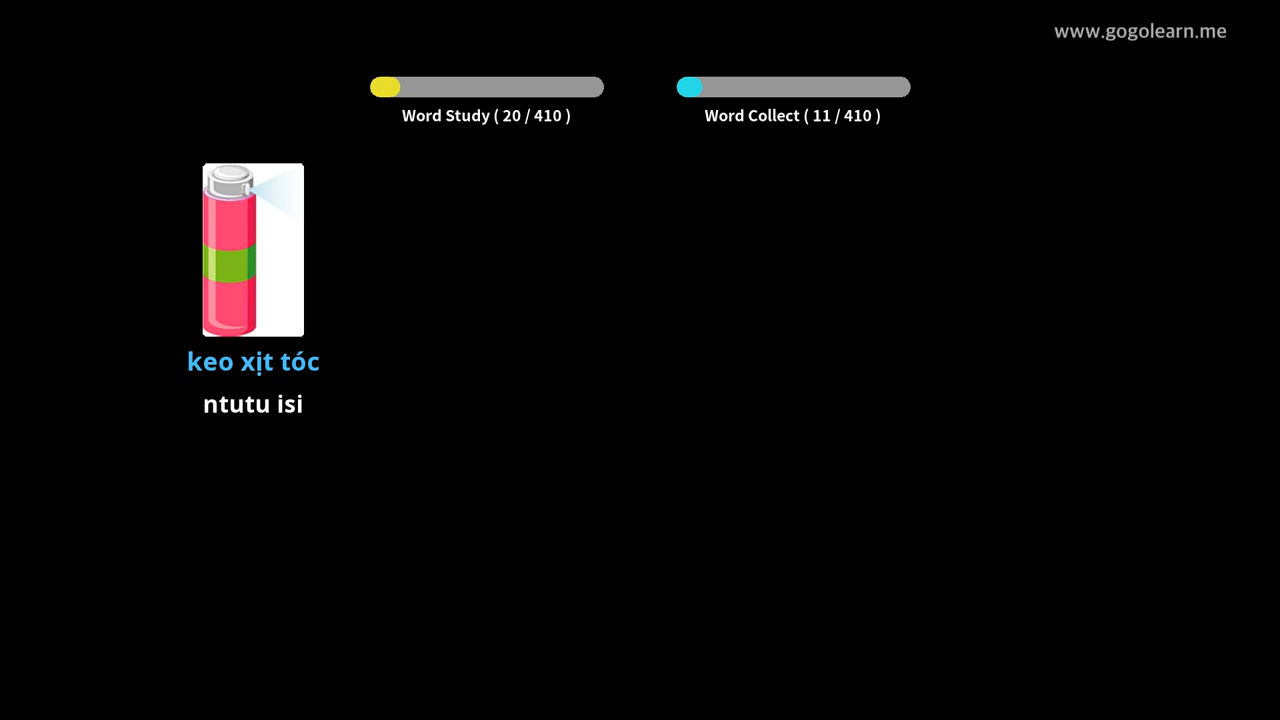 www.gogolearn.me
Word Study ( 20 / 410 )
Word Collect ( 11 / 410 )
keo xịt tóc
ntutu isi